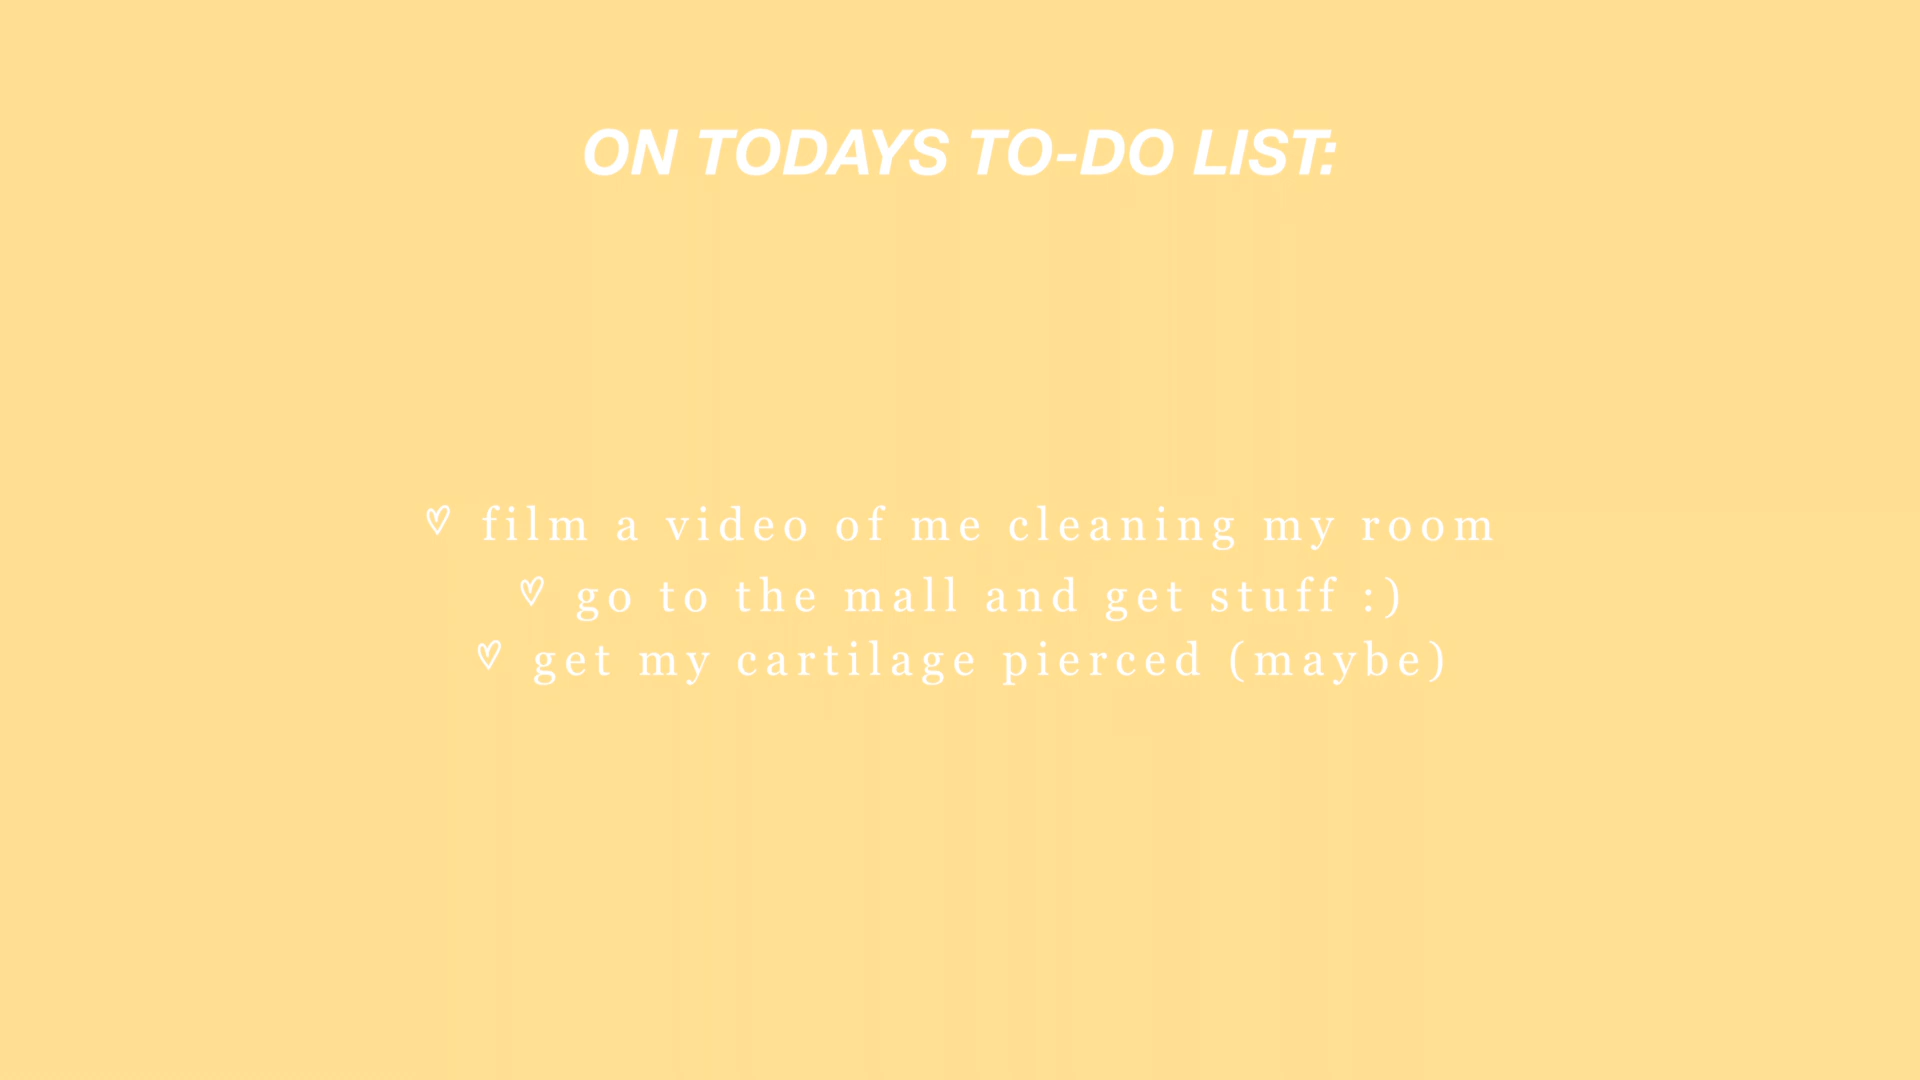 ON TODAYS TO-DO LIST:
♡ film a video of me cleaning my room
♡ go to the mall and get stuff :)
♡ get my cartilage pierced (maybe)